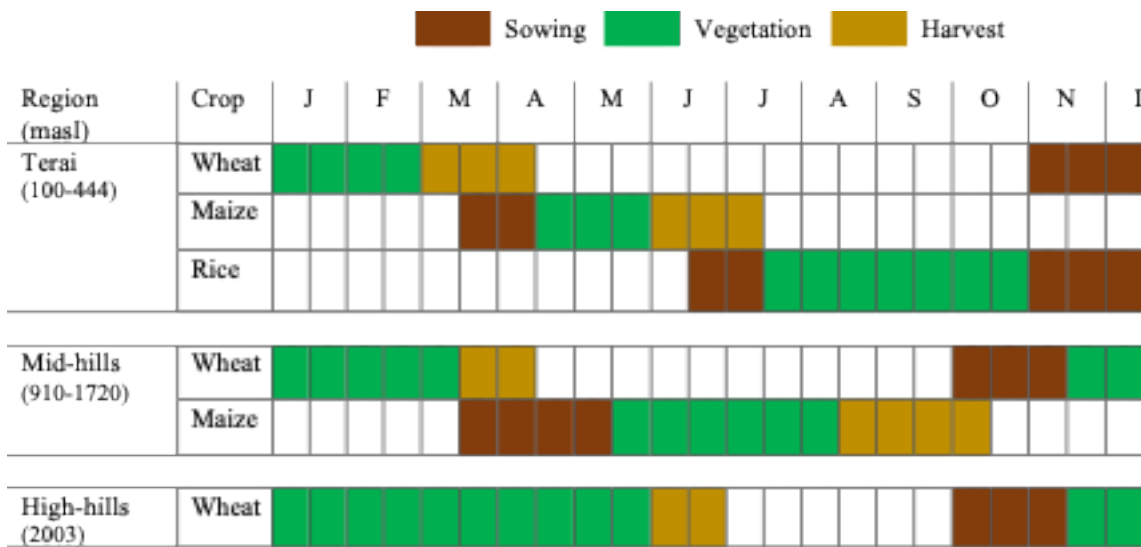 Sowing Vegetation Harvest
Region Crop J F M A M J J A S O N
(masl)
Terai Wheat
(100-444)
Maize
Rice
Mid-hills Wheat
(910-1720)
Maize
High-hills Wheat
(2003)